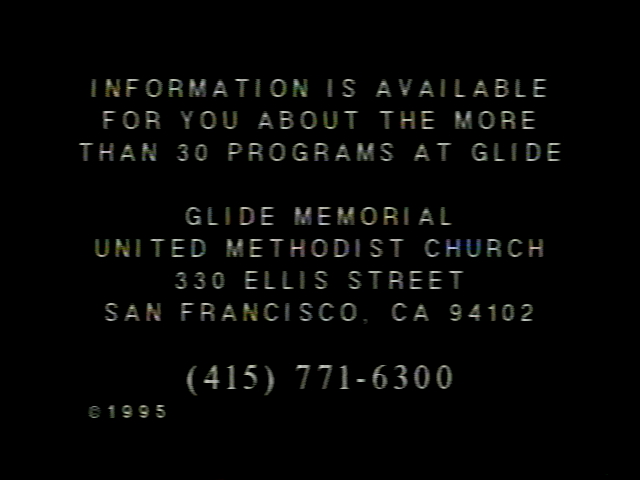 INFORMATION IS AVAILABLE
FOR YOU ABOUT THE MORE
THAN 30 PROGRAMS AT GLIDE
GLIDE MEMORIAL
UNITED METHODIST CHURCH
330 ELLIS STREET
SAN FRANCISCO, CA 94102
(415) 771-6300
©1995